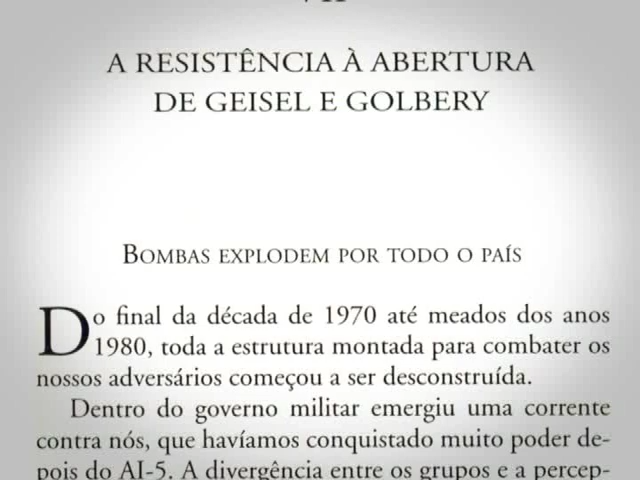 A RESISTÊNCIA À ABERTURA
DE GEISEL E GOLBERY
BOMBAS EXPLODEM POR TODO O PAÍS
Do final da década de 1970 até meados dos anos
1980, toda a estrutura montada para combater os
nossos adversários começou a ser desconstruída.
Dentro do governo militar emergiu uma corrente
contra nós, que havíamos conquistado muito poder de-
pois do AI-5. A divergência entre os grupos e a percep-